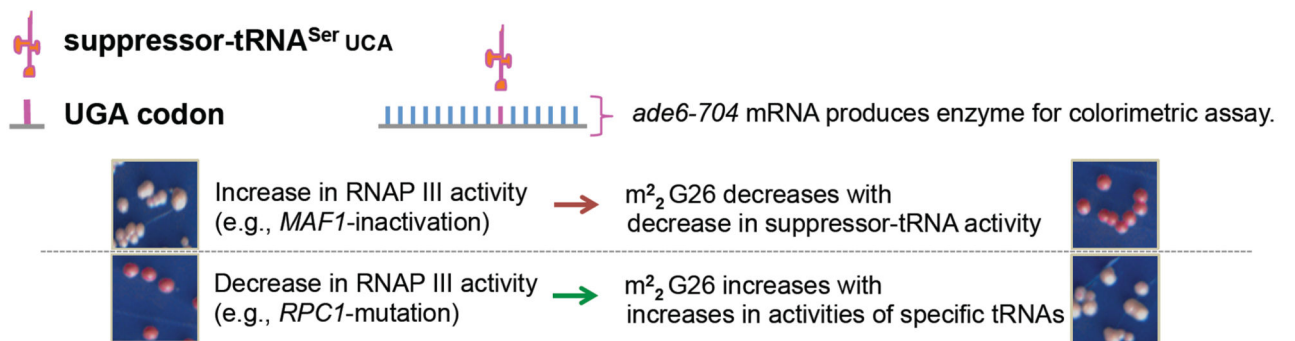 suppressor-tRNA^Ser UCA
UGA codon
ade6-704 mRNA produces enzyme for colorimetric assay.
Increase in RNAP III activity
(e.g., MAF1-inactivation)
m²₂ G26 decreases with
decrease in suppressor-tRNA activity
Decrease in RNAP III activity
(e.g., RPC1-mutation)
m²₂ G26 increases with
increases in activities of specific tRNAs